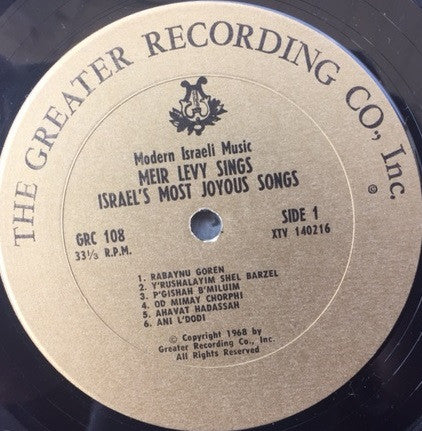 THE GREATER RECORDING CO., Inc.
©
Modern Israeli Music
MEIR LEVY SINGS
ISRAEL'S MOST JOYOUS SONGS
GRC 108
33⅓ R.P.M.
SIDE 1
XTV 140216
1. RABAYNU GOREN
2. Y'RUSHALAYIM SHEL BARZEL
3. P'GISHAH B'MILUIM
4. OD MIMAY CHORPHI
5. AHAVAT HADASSAH
6. ANI L'DODI
© Copyright 1968 by
Greater Recording Co., Inc.
All Rights Reserved